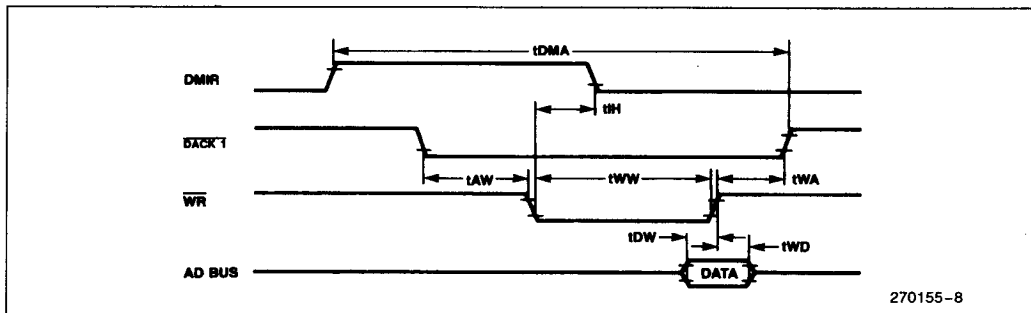 tDMA
DMIR
tIH
DACK 1
tAW
tWW
tWA
WR
tDW
tWD
AD BUS
DATA
270155-8